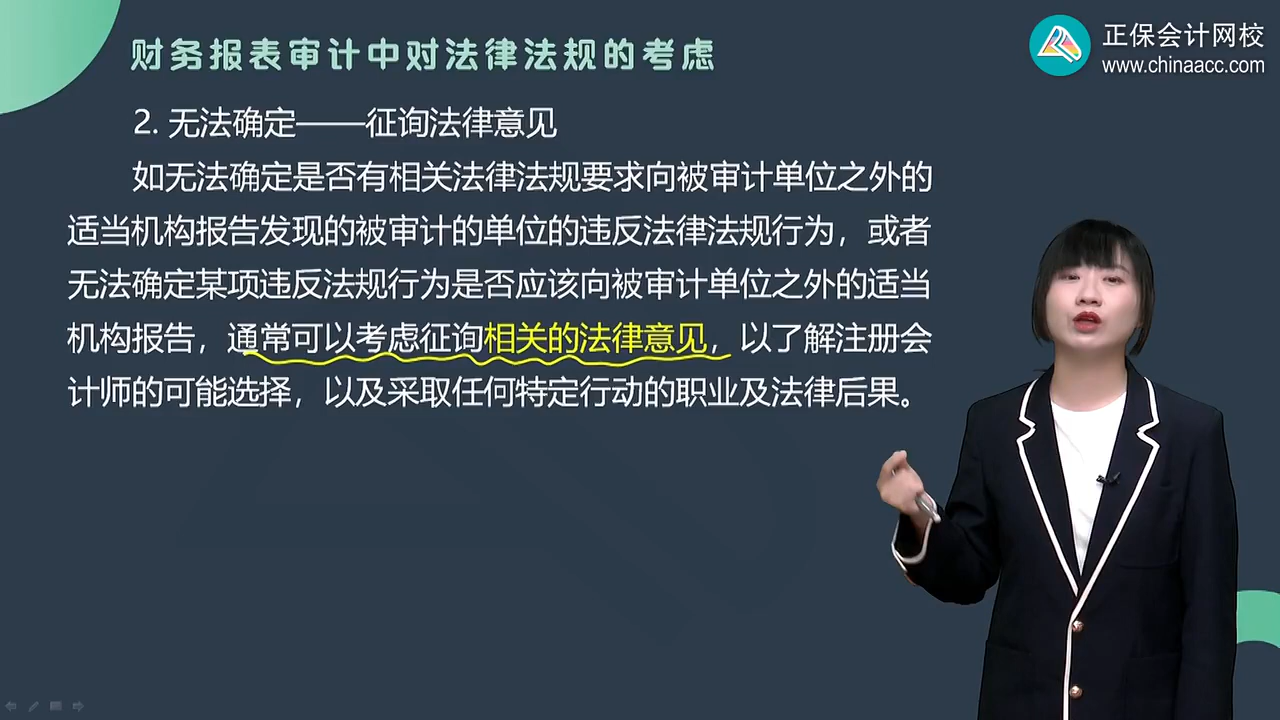 财务报表审计中对法律法规的考虑
正保会计网校
www.chinaacc.com
2. 无法确定——征询法律意见
如无法确定是否有相关法律法规要求向被审计单位之外的
适当机构报告发现的被审计的单位的违反法律法规行为，或者
无法确定某项违反法规行为是否应该向被审计单位之外的适当
机构报告，通常可以考虑征询相关的法律意见，以了解注册会
计师的可能选择，以及采取任何特定行动的职业及法律后果。